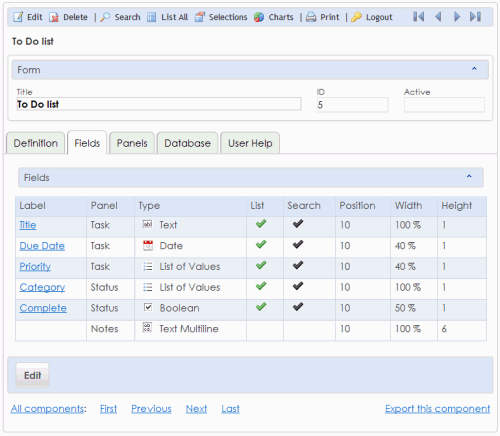 Edit Delete | Search List All Selections Charts | Print | Logout
To Do list
Form
Title ID Active
To Do list 5
Definition Fields Panels Database User Help
Fields
Label Panel Type List Search Position Width Height
Title Task Text 10 100 % 1
Due Date Task Date 10 40 % 1
Priority Task List of Values 10 40 % 1
Category Status List of Values 10 100 % 1
Complete Status Boolean 10 50 % 1
Notes Text Multiline 10 100 % 6
Edit
All components: First Previous Next Last Export this component